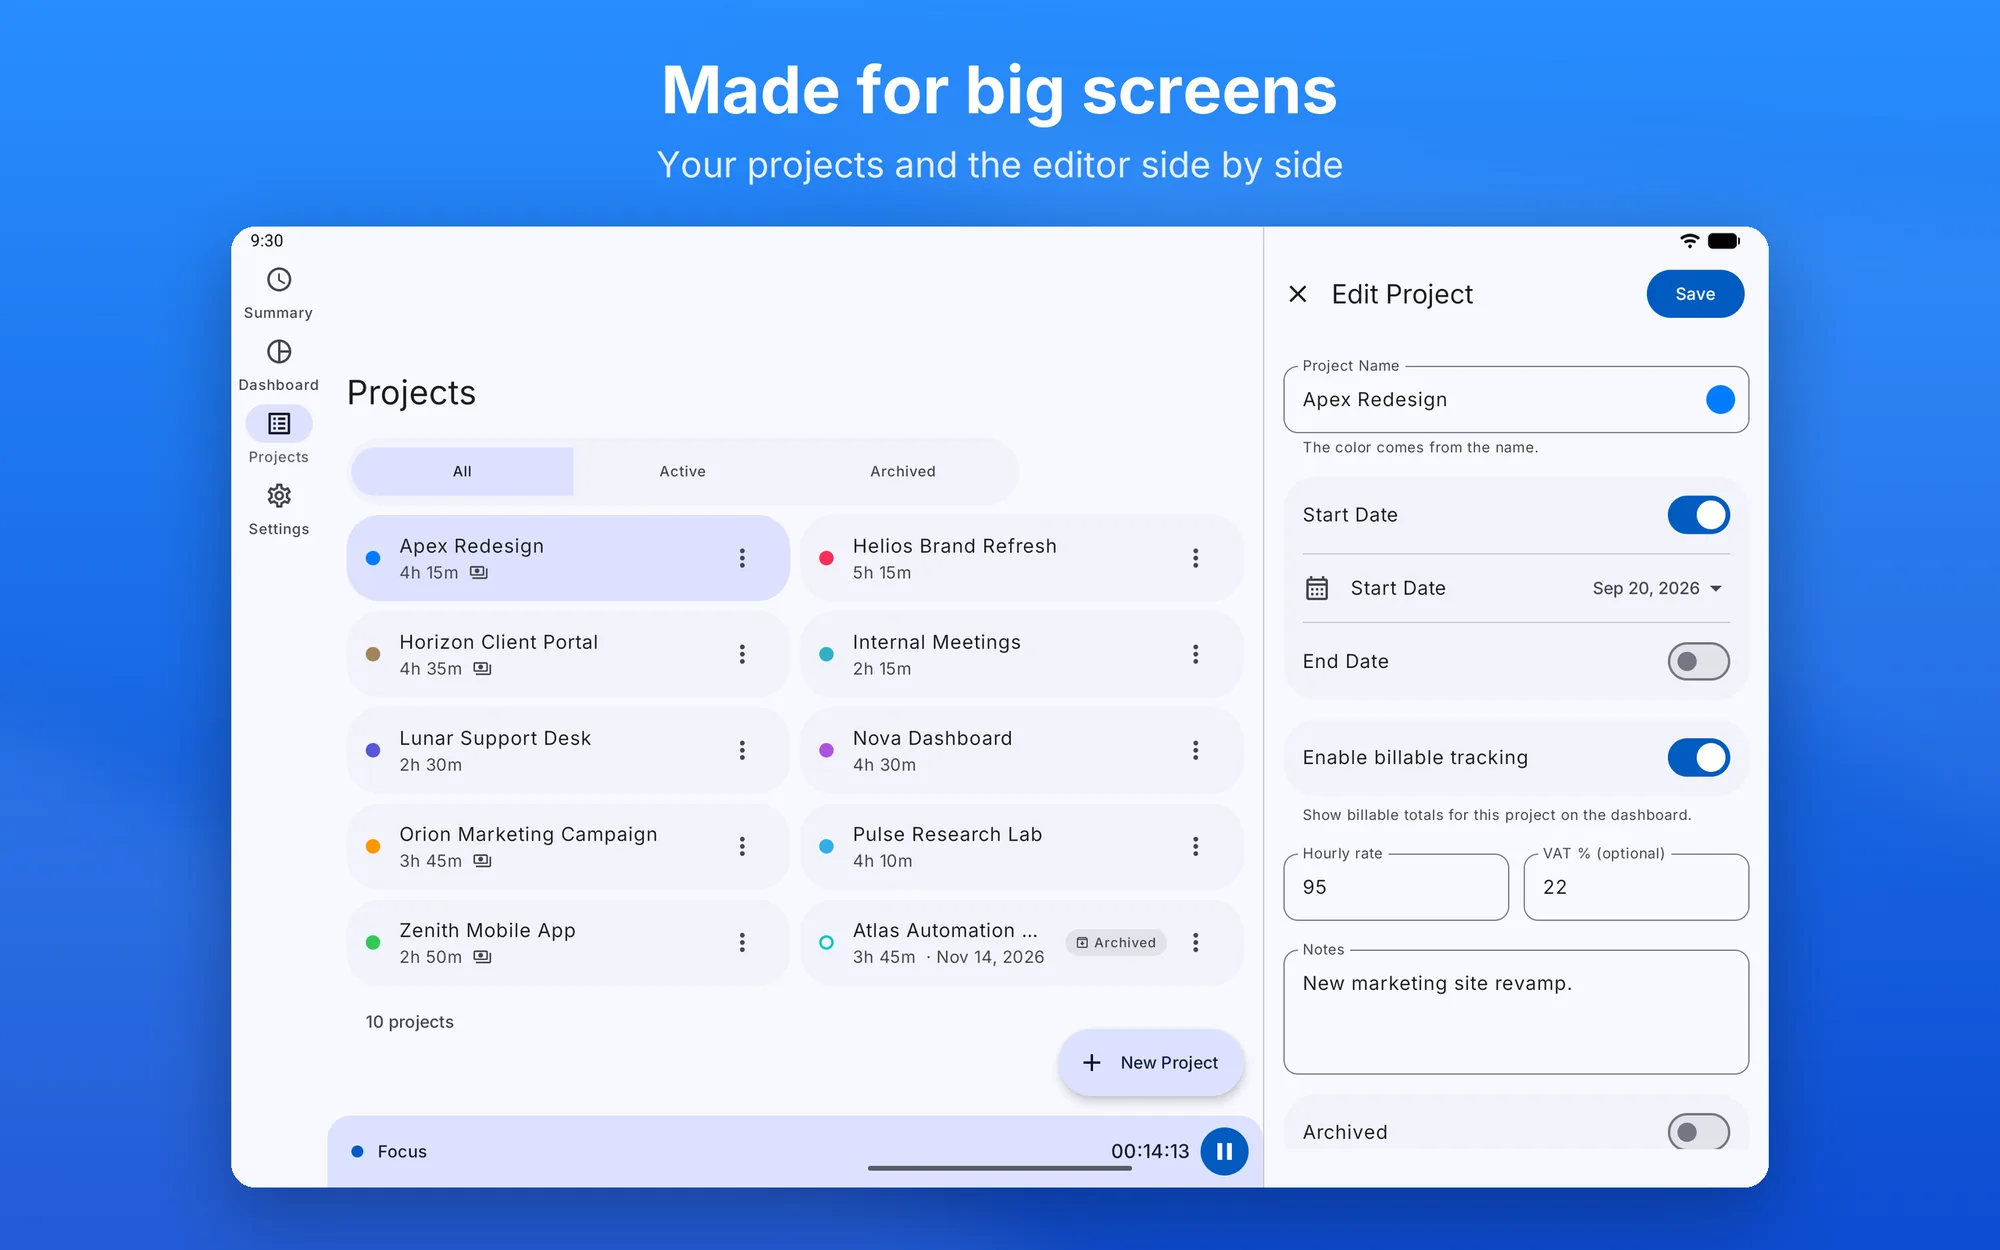 Made for big screens
Your projects and the editor side by side
9:30
Summary
Dashboard
Projects
Settings
Projects
All
Active
Archived
Apex Redesign
4h 15m
Helios Brand Refresh
5h 15m
Horizon Client Portal
4h 35m
Internal Meetings
2h 15m
Lunar Support Desk
2h 30m
Nova Dashboard
4h 30m
Orion Marketing Campaign
3h 45m
Pulse Research Lab
4h 10m
Zenith Mobile App
2h 50m
Atlas Automation ...
3h 45m · Nov 14, 2026
Archived
10 projects
New Project
Focus
00:14:13
Edit Project
Save
Project Name
Apex Redesign
The color comes from the name.
Start Date
Start Date
Sep 20, 2026
End Date
Enable billable tracking
Show billable totals for this project on the dashboard.
Hourly rate
95
VAT % (optional)
22
Notes
New marketing site revamp.
Archived